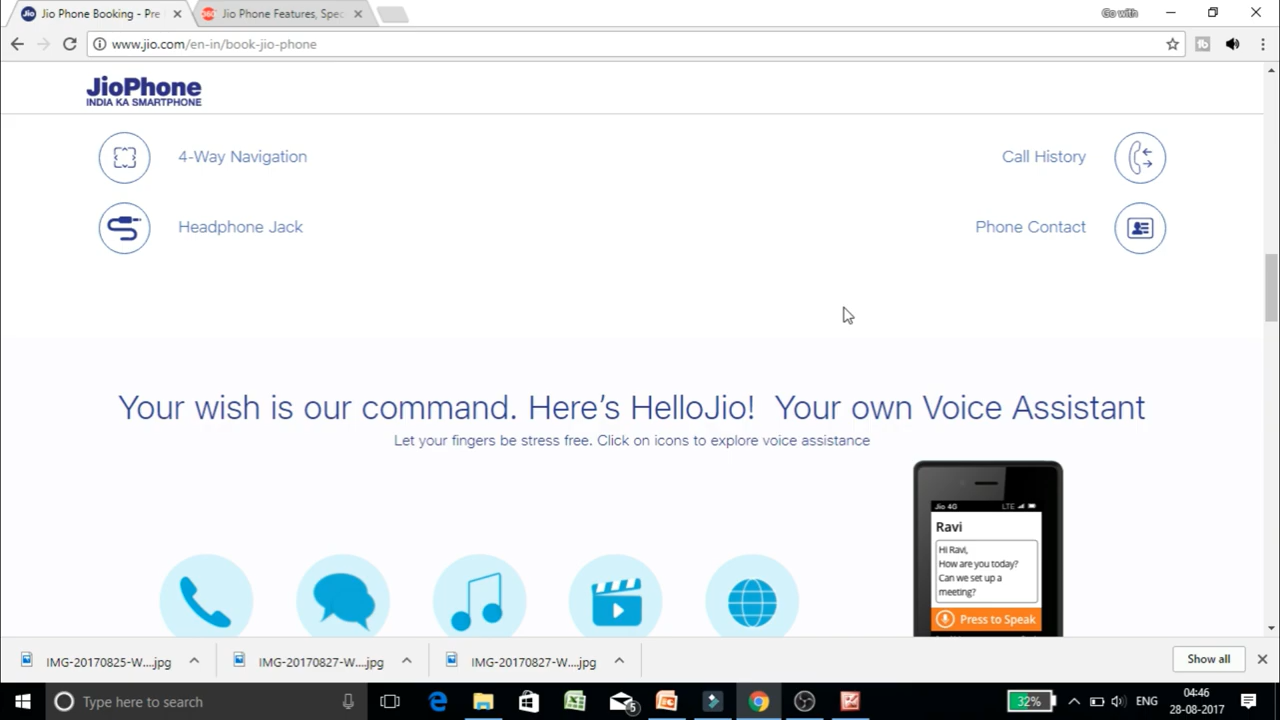 Jio Phone Booking - Pre
Jio Phone Features, Spec
Go with
www.jio.com/en-in/book-jio-phone
JioPhone
INDIA KA SMARTPHONE
4-Way Navigation
Call History
Headphone Jack
Phone Contact
Your wish is our command. Here's HelloJio!  Your own Voice Assistant
Let your fingers be stress free. Click on icons to explore voice assistance
Jio 4G LTE
Ravi
Hi Ravi,
How are you today?
Can we set up a
meeting?
Press to Speak
IMG-20170825-W....jpg
IMG-20170827-W....jpg
IMG-20170827-W....jpg
Show all
Type here to search
5
32%
ENG
04:46
28-08-2017